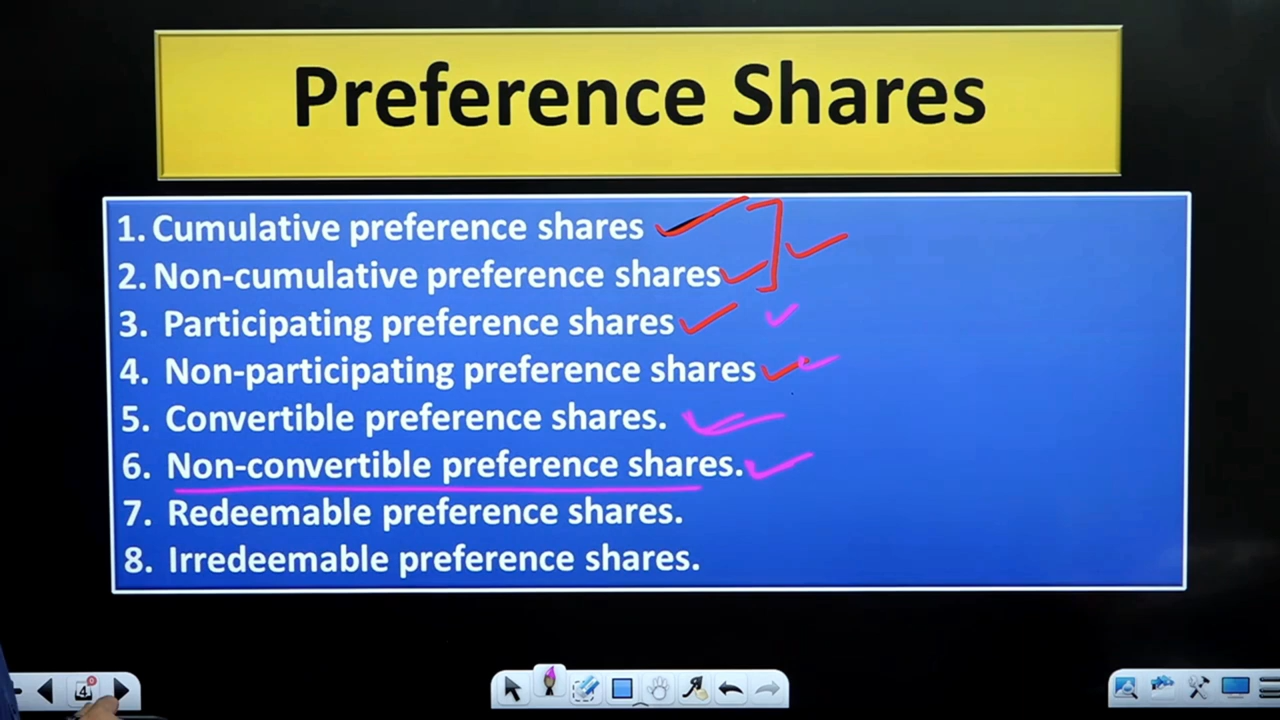 Preference Shares
1. Cumulative preference shares
2. Non-cumulative preference shares
3. Participating preference shares
4. Non-participating preference shares
5. Convertible preference shares.
6. Non-convertible preference shares.
7. Redeemable preference shares.
8. Irredeemable preference shares.
4